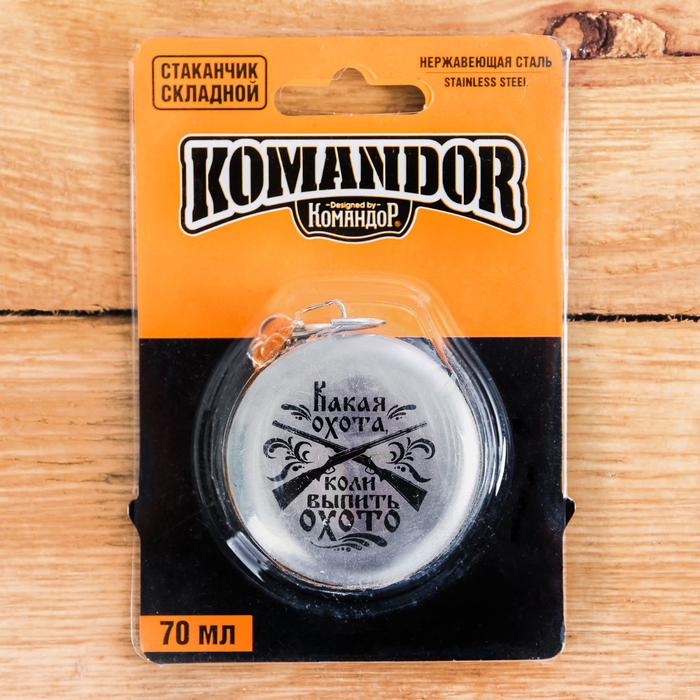 СТАКАНЧИК
СКЛАДНОЙ
НЕРЖАВЕЮЩАЯ СТАЛЬ
STAINLESS STEEL
KOMANDOR
Designed by
КОМАНДОР®
Какая
охота,
коли
выпить
охото
70 мл